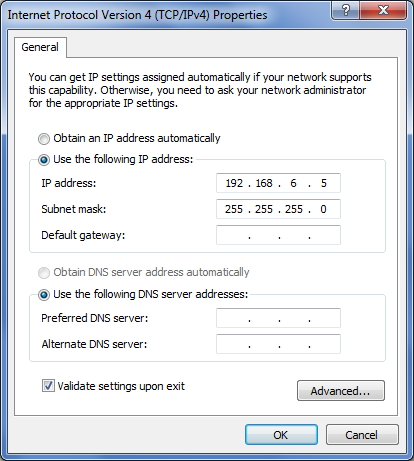 Internet Protocol Version 4 (TCP/IPv4) Properties
General
You can get IP settings assigned automatically if your network supports
this capability. Otherwise, you need to ask your network administrator
for the appropriate IP settings.
Obtain an IP address automatically
Use the following IP address:
IP address: 192 . 168 . 6 . 5
Subnet mask: 255 . 255 . 255 . 0
Default gateway: . . .
Obtain DNS server address automatically
Use the following DNS server addresses:
Preferred DNS server: . . .
Alternate DNS server: . . .
Validate settings upon exit
Advanced...
OK Cancel